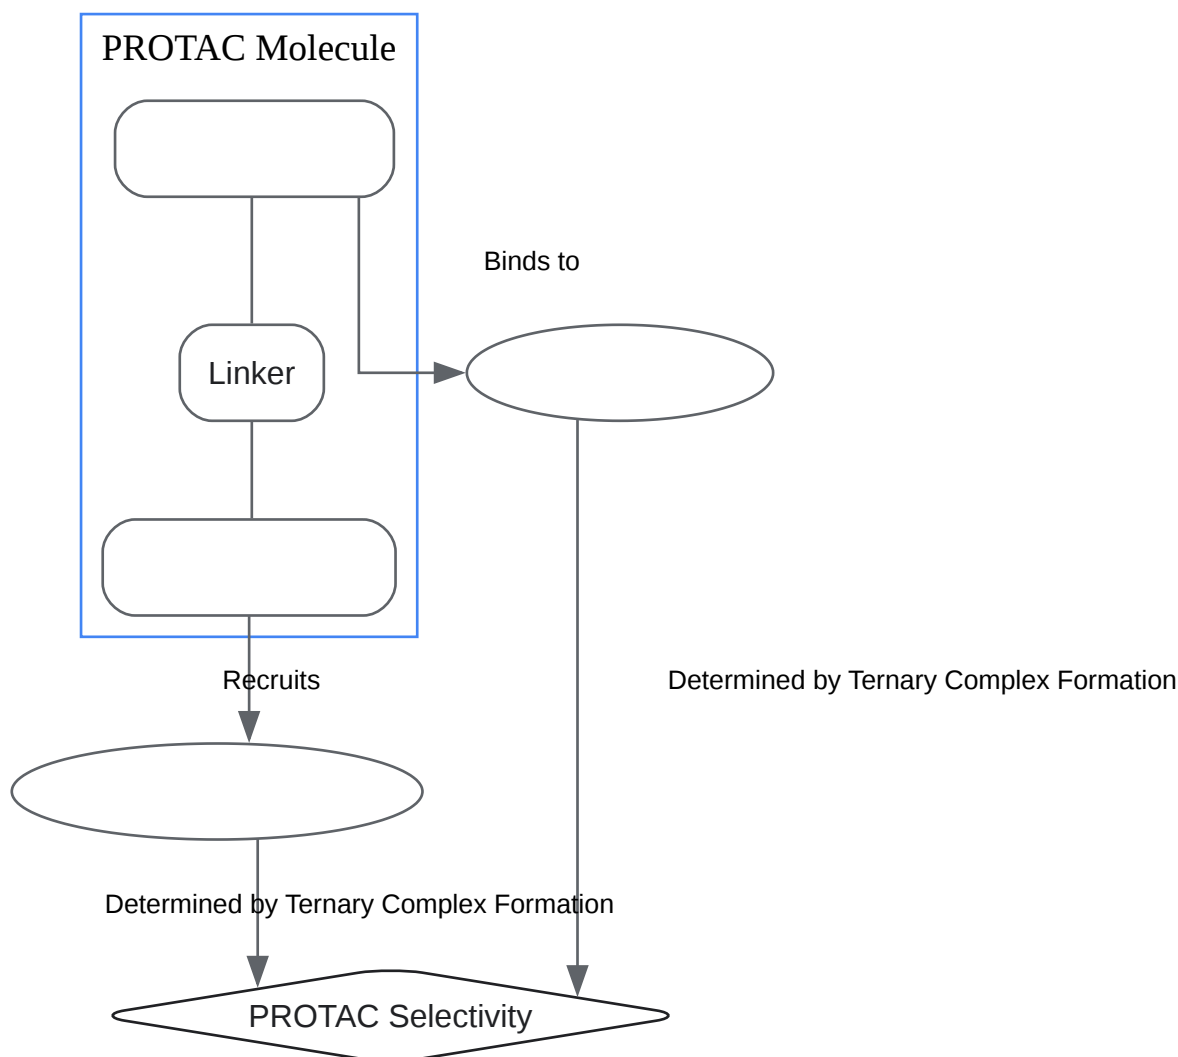 PROTAC Molecule
Binds to
Linker
Recruits
Determined by Ternary Complex Formation
Determined by Ternary Complex Formation
PROTAC Selectivity